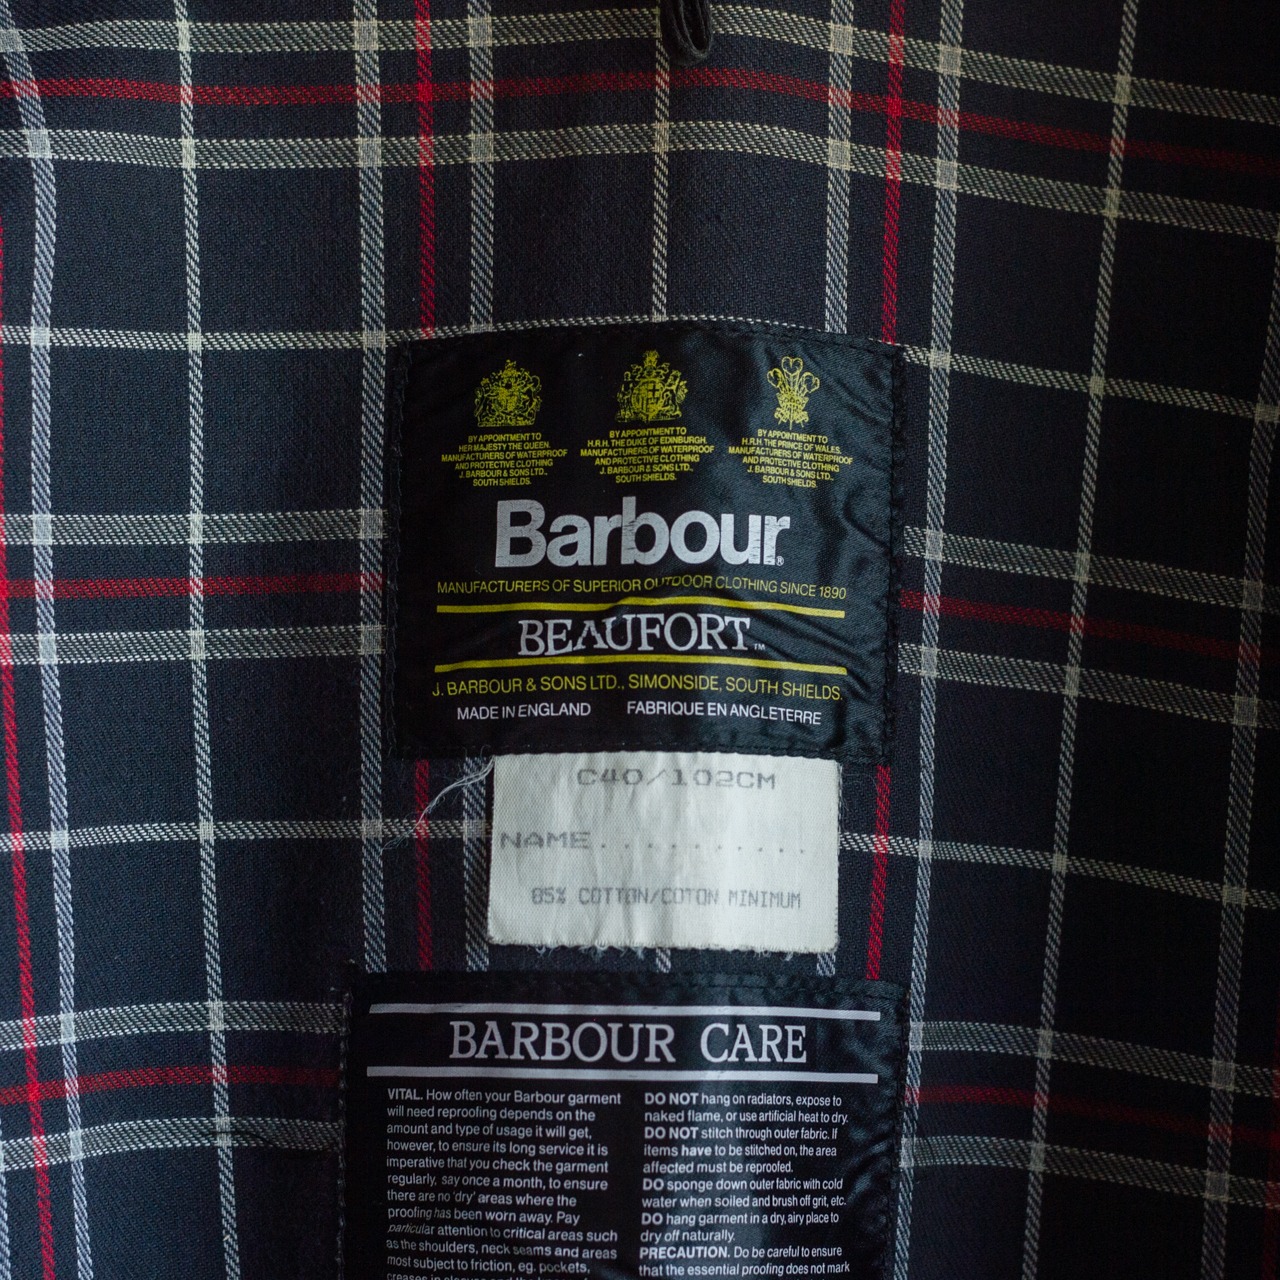 BY APPOINTMENT TO
HER MAJESTY THE QUEEN.
MANUFACTURERS OF WATERPROOF
AND PROTECTIVE CLOTHING
J. BARBOUR & SONS LTD.,
SOUTH SHIELDS.
BY APPOINTMENT TO
H.R.H. THE DUKE OF EDINBURGH.
MANUFACTURERS OF WATERPROOF
AND PROTECTIVE CLOTHING
J. BARBOUR & SONS LTD.,
SOUTH SHIELDS.
BY APPOINTMENT TO
H.R.H. THE PRINCE OF WALES.
MANUFACTURERS OF WATERPROOF
AND PROTECTIVE CLOTHING
J. BARBOUR & SONS LTD.,
SOUTH SHIELDS.
Barbour®
MANUFACTURERS OF SUPERIOR OUTDOOR CLOTHING SINCE 1890
BEAUFORT™
J. BARBOUR & SONS LTD., SIMONSIDE, SOUTH SHIELDS.
MADE IN ENGLAND FABRIQUE EN ANGLETERRE
C40/102CM
NAME..........
85% COTTON/COTON MINIMUM
BARBOUR CARE
VITAL. How often your Barbour garment
will need reproofing depends on the
amount and type of usage it will get,
however, to ensure its long service it is
imperative that you check the garment
regularly, say once a month, to ensure
there are no 'dry' areas where the
proofing has been worn away. Pay
particular attention to critical areas such
as the shoulders, neck seams and areas
most subject to friction, eg. pockets,
creases in sleeves and the
DO NOT hang on radiators, expose to
naked flame, or use artificial heat to dry.
DO NOT stitch through outer fabric. If
items have to be stitched on, the area
affected must be reproofed.
DO sponge down outer fabric with cold
water when soiled and brush off grit, etc.
DO hang garment in a dry, airy place to
dry off naturally.
PRECAUTION. Do be careful to ensure
that the essential proofing does not mark